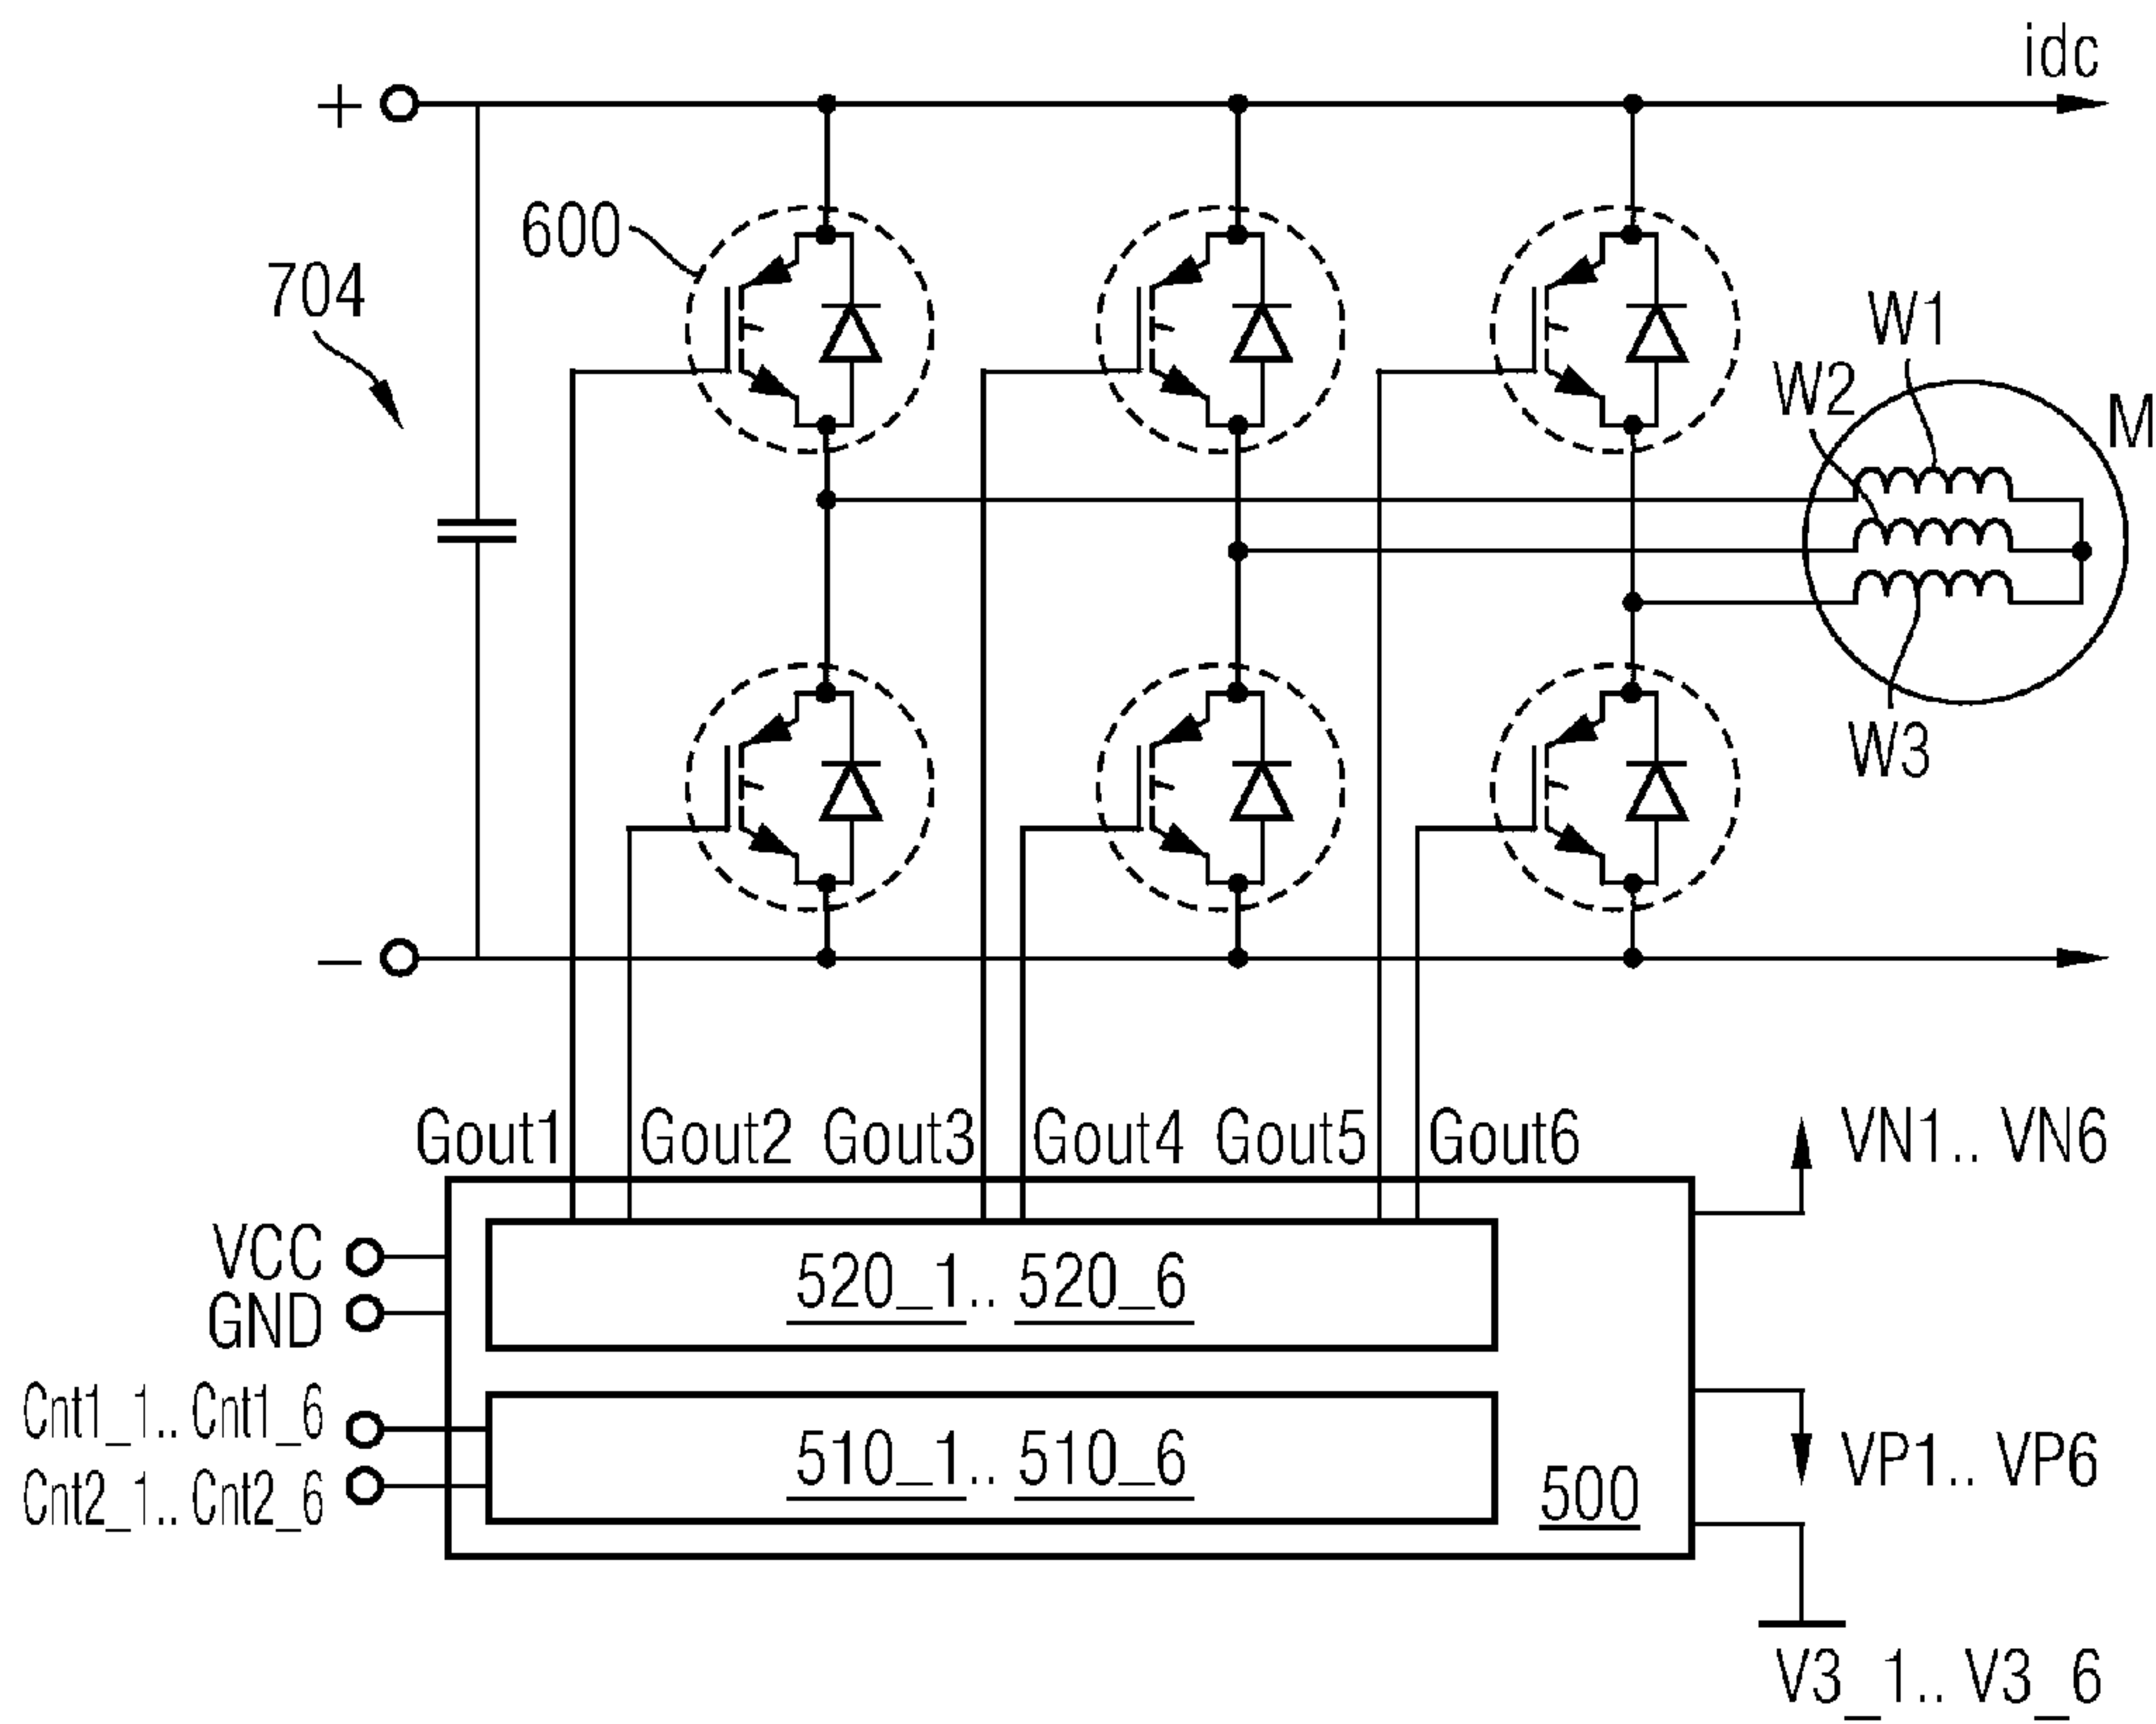 idc
+
600
704
W1
W2
M
W3
−
Gout1 Gout2 Gout3 Gout4 Gout5 Gout6
VN1.. VN6
VCC
GND
520_1.. 520_6
Cnt1_1.. Cnt1_6
Cnt2_1.. Cnt2_6
510_1.. 510_6
500
VP1.. VP6
V3_1.. V3_6